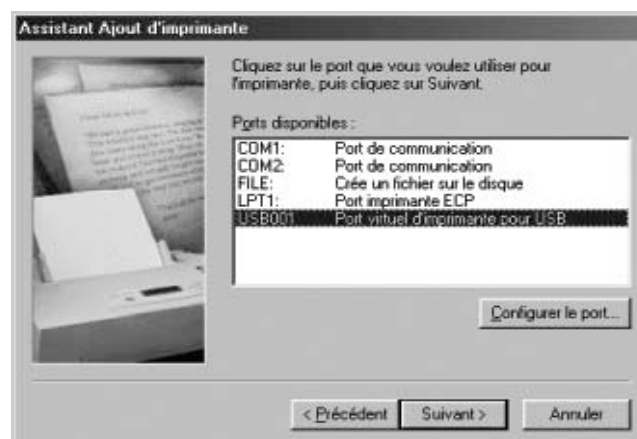 Assistant Ajout d'imprimante
Cliquez sur le port que vous voulez utiliser pour
l'imprimante, puis cliquez sur Suivant.
Ports disponibles :
COM1: Port de communication
COM2: Port de communication
FILE: Crée un fichier sur le disque
LPT1: Port imprimante ECP
USB001 Port virtuel d'imprimante pour USB
Configurer le port...
< Précédent Suivant > Annuler